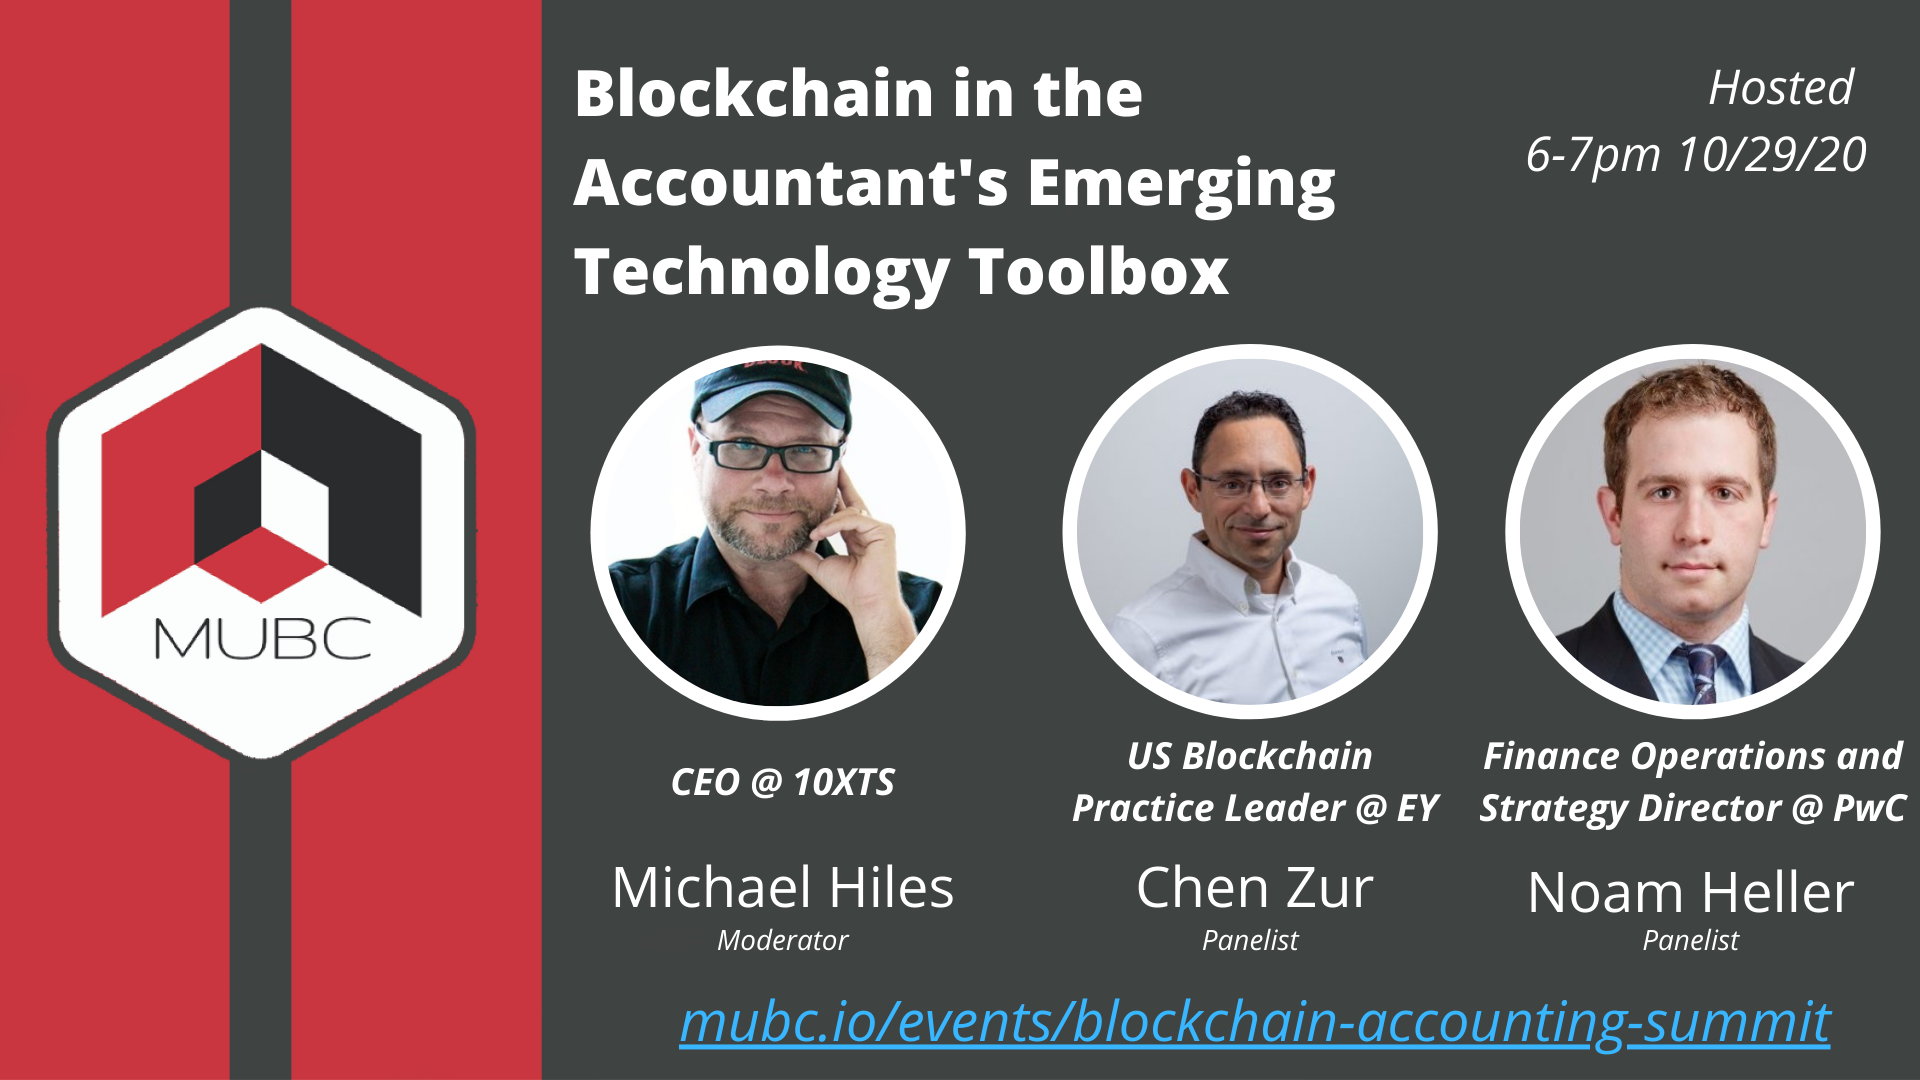 Blockchain in the
Accountant's Emerging
Technology Toolbox
Hosted
6-7pm 10/29/20
MUBC
CEO @ 10XTS
Michael Hiles
Moderator
US Blockchain
Practice Leader @ EY
Chen Zur
Panelist
Finance Operations and
Strategy Director @ PwC
Noam Heller
Panelist
mubc.io/events/blockchain-accounting-summit